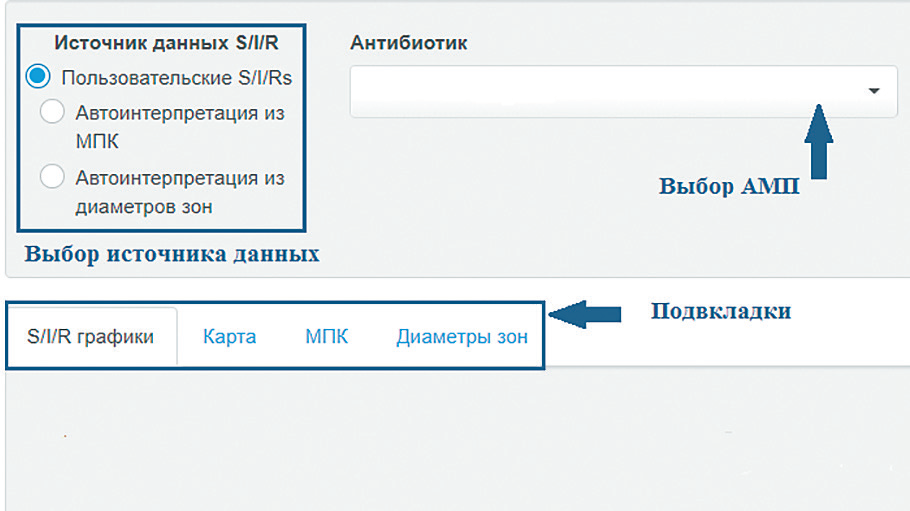 Источник данных S/I/R
Пользовательские S/I/Rs
Автоинтерпретация из
МПК
Автоинтерпретация из
диаметров зон
Выбор источника данных
Антибиотик
Выбор АМП
Подвкладки
S/I/R графики
Карта
МПК
Диаметры зон